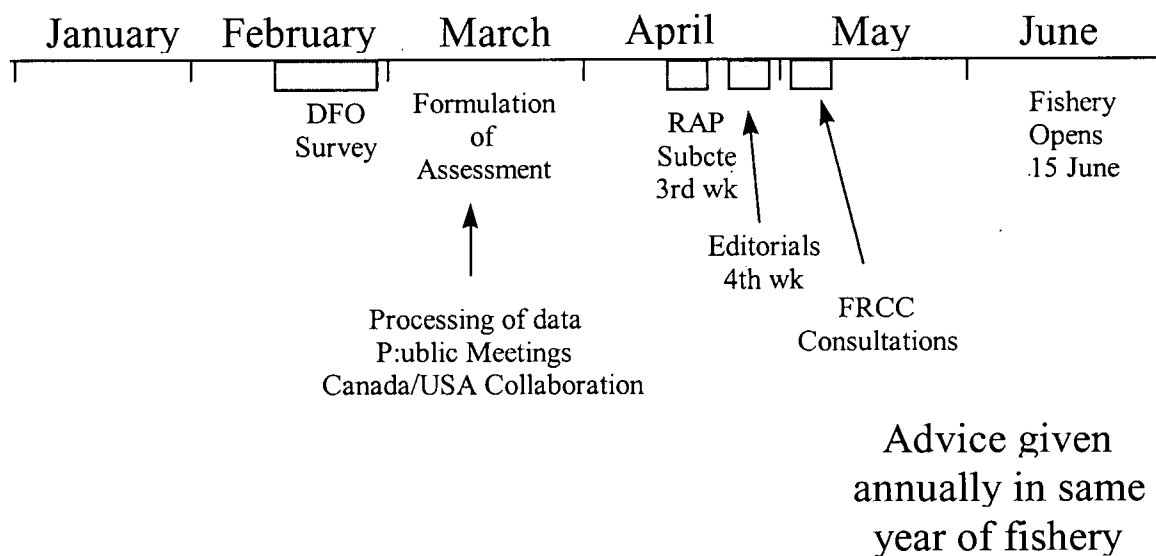 January February March April May June
DFO
Survey
Formulation
of
Assessment
RAP
Subcte
3rd wk
Fishery
Opens
.15 June
Editorials
4th wk
FRCC
Consultations
Processing of data
P:ublic Meetings
Canada/USA Collaboration
Advice given
annually in same
year of fishery